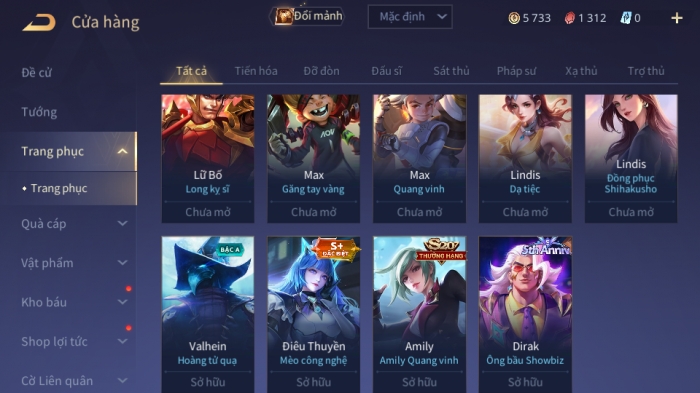 Cửa hàng
Đổi mảnh
Mặc định
5 733
1 312
0
Đề cử
Tướng
Trang phục
Trang phục
Quà cáp
Vật phẩm
Kho báu
Shop lợi tức
Cờ Liên quân
Tất cả
Tiến hóa
Đỡ đòn
Đấu sĩ
Sát thủ
Pháp sư
Xạ thủ
Trợ thủ
Lữ Bố
Long kỵ sĩ
Chưa mở
AOV
Max
Găng tay vàng
Chưa mở
Max
Quang vinh
Chưa mở
Lindis
Dạ tiệc
Chưa mở
Lindis
Đồng phục
Shihakusho
Chưa mở
BẬC A
Valhein
Hoàng tử quạ
Sở hữu
S+
ĐẶC BIỆT
Điêu Thuyền
Mèo công nghệ
Sở hữu
S20
THƯỞNG HẠNG
Amily
Amily Quang vinh
Sở hữu
5th Anniv
Dirak
Ông bầu Showbiz
Sở hữu